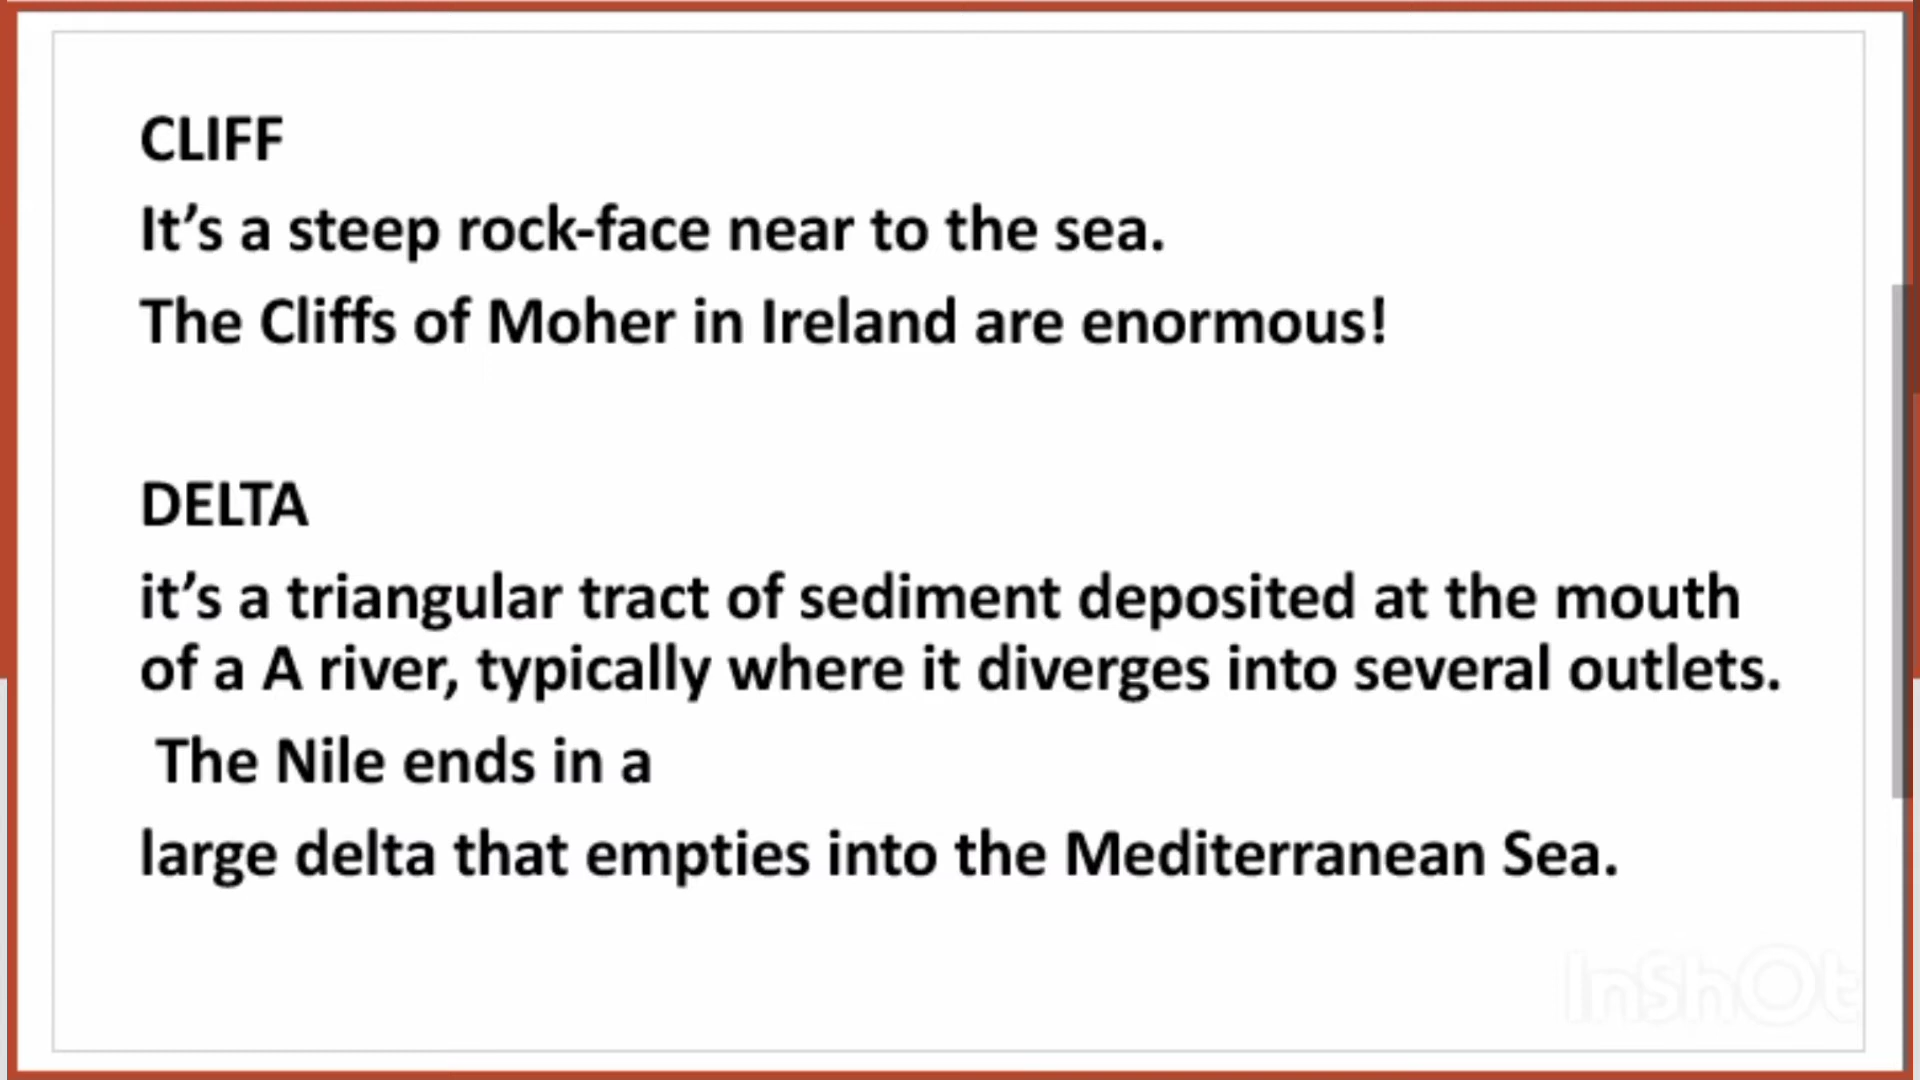 CLIFF
It’s a steep rock-face near to the sea.
The Cliffs of Moher in Ireland are enormous!
DELTA
it’s a triangular tract of sediment deposited at the mouth
of a A river, typically where it diverges into several outlets.
The Nile ends in a
large delta that empties into the Mediterranean Sea.
InShOt